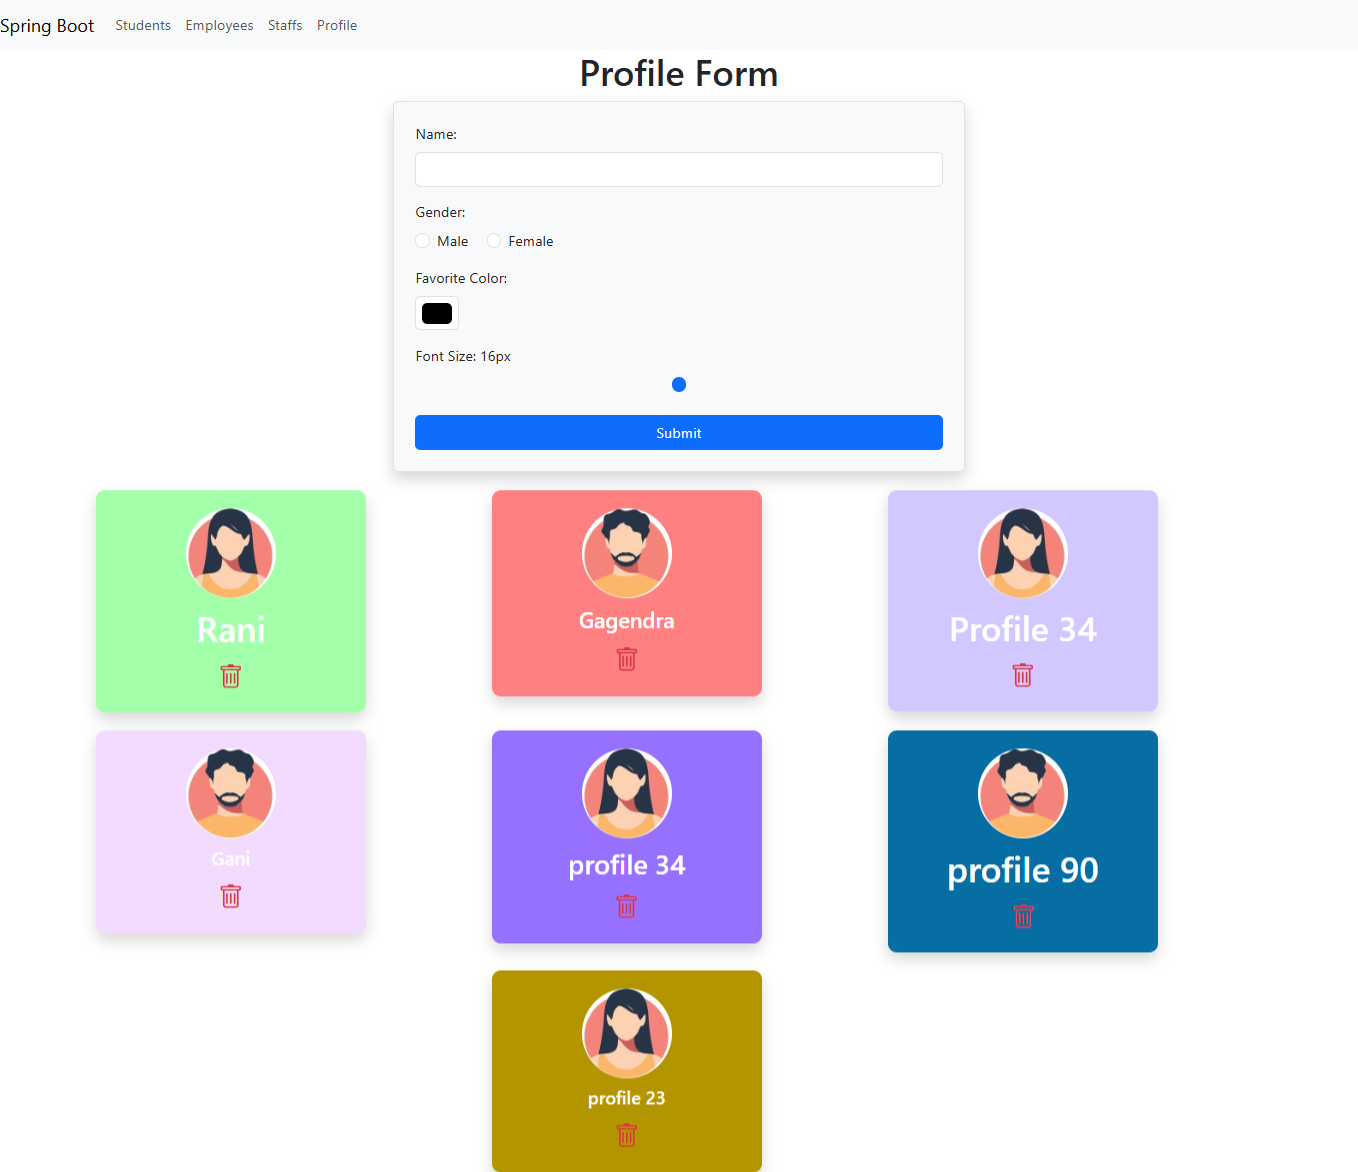 Spring Boot Students Employees Staffs Profile
Profile Form
Name:
Gender:
Male Female
Favorite Color:
Font Size: 16px
Submit
Rani
Gagendra
Profile 34
Gani
profile 34
profile 90
profile 23